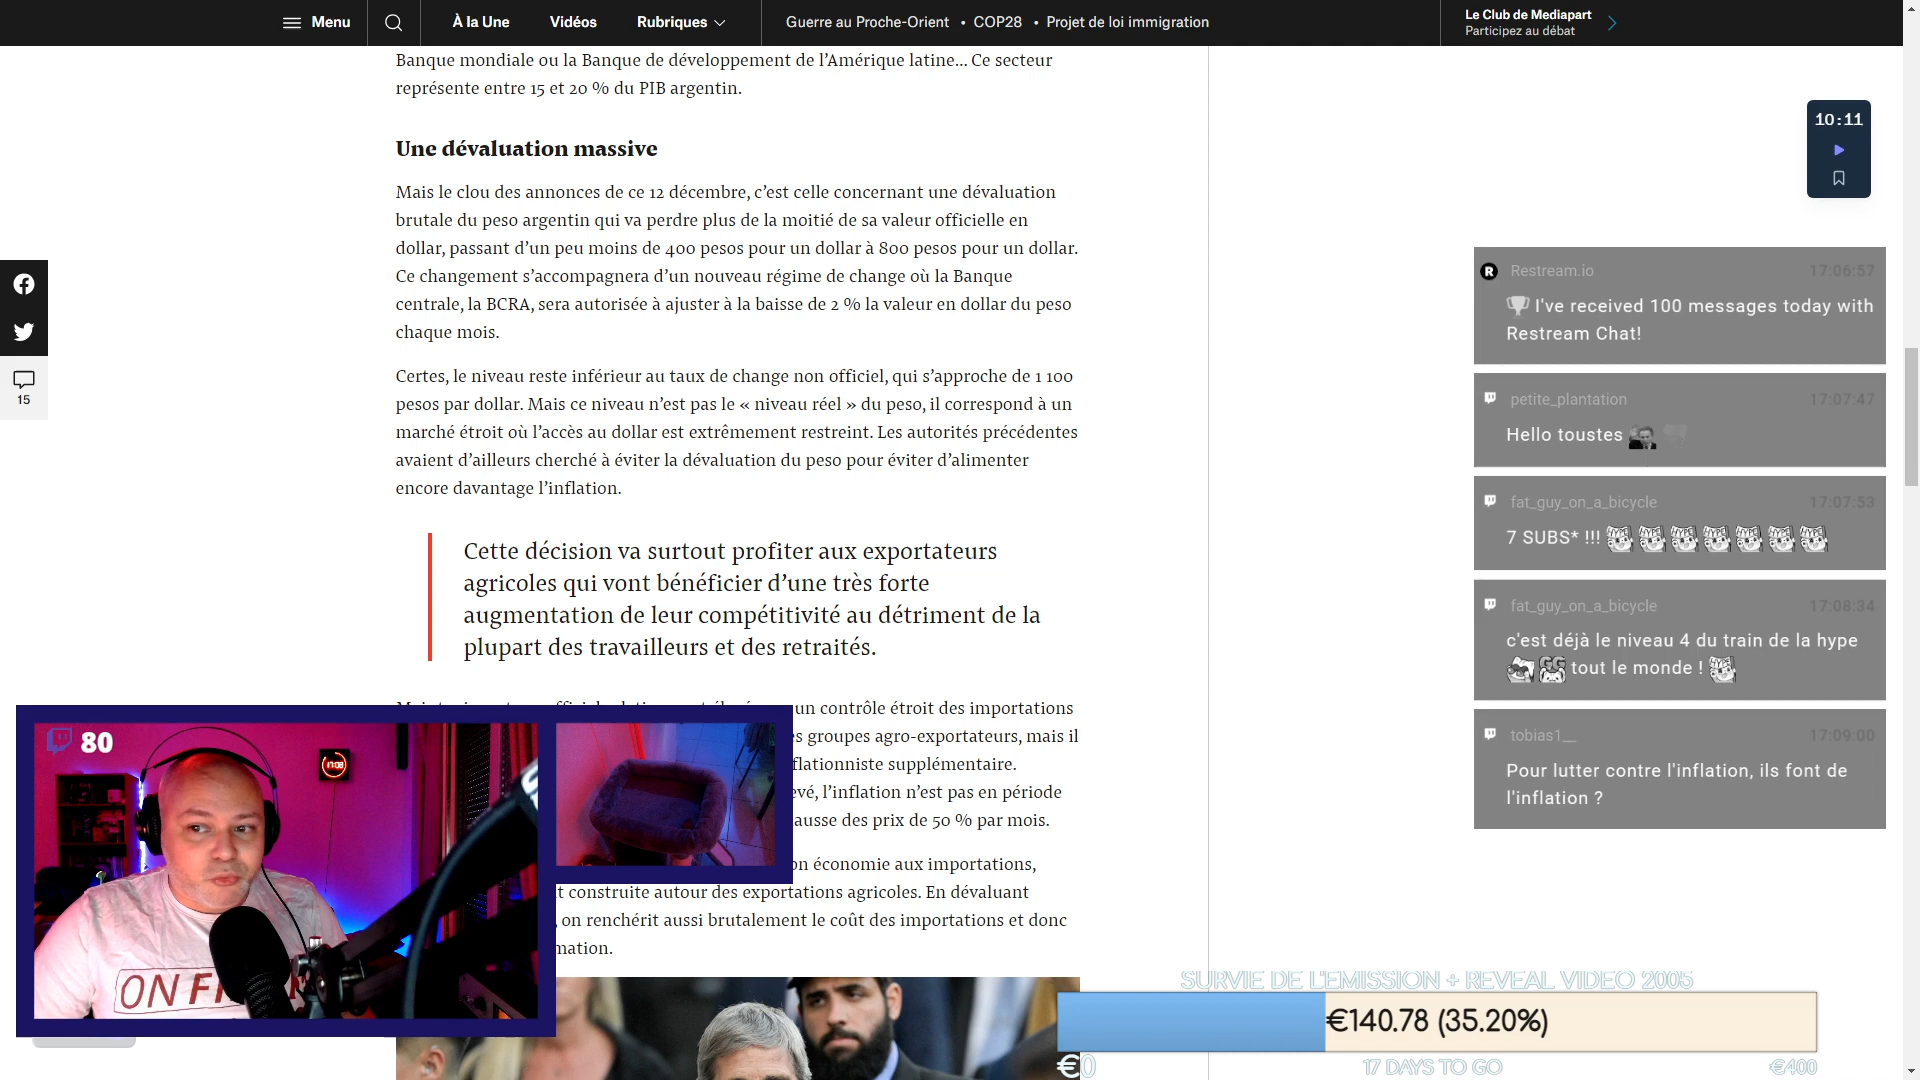 Menu
À la Une
Vidéos
Rubriques
Guerre au Proche-Orient • COP28 • Projet de loi immigration
Le Club de Mediapart
Participez au débat
Banque mondiale ou la Banque de développement de l’Amérique latine... Ce secteur
représente entre 15 et 20 % du PIB argentin.
Une dévaluation massive
Mais le clou des annonces de ce 12 décembre, c’est celle concernant une dévaluation
brutale du peso argentin qui va perdre plus de la moitié de sa valeur officielle en
dollar, passant d’un peu moins de 400 pesos pour un dollar à 800 pesos pour un dollar.
Ce changement s’accompagnera d’un nouveau régime de change où la Banque
centrale, la BCRA, sera autorisée à ajuster à la baisse de 2 % la valeur en dollar du peso
chaque mois.
Certes, le niveau reste inférieur au taux de change non officiel, qui s’approche de 1 100
pesos par dollar. Mais ce niveau n’est pas le « niveau réel » du peso, il correspond à un
marché étroit où l’accès au dollar est extrêmement restreint. Les autorités précédentes
avaient d’ailleurs cherché à éviter la dévaluation du peso pour éviter d’alimenter
encore davantage l’inflation.
Cette décision va surtout profiter aux exportateurs
agricoles qui vont bénéficier d’une très forte
augmentation de leur compétitivité au détriment de la
plupart des travailleurs et des retraités.
un contrôle étroit des importations
es groupes agro-exportateurs, mais il
flationniste supplémentaire.
evé, l’inflation n’est pas en période
ausse des prix de 50 % par mois.
on économie aux importations,
t construite autour des exportations agricoles. En dévaluant
, on renchérit aussi brutalement le coût des importations et donc
mation.
15
80
17:08
ON FI
10:11
Restream.io 17:06:57
I've received 100 messages today with
Restream Chat!
petite_plantation 17:07:47
Hello toustes
fat_guy_on_a_bicycle 17:07:53
7 SUBS* !!!
fat_guy_on_a_bicycle 17:08:34
c'est déjà le niveau 4 du train de la hype
GG tout le monde !
tobias1__ 17:09:00
Pour lutter contre l'inflation, ils font de
l'inflation ?
SURVIE DE L'EMISSION + REVEAL VIDEO 2005
€140.78 (35.20%)
€0
17 DAYS TO GO
€400